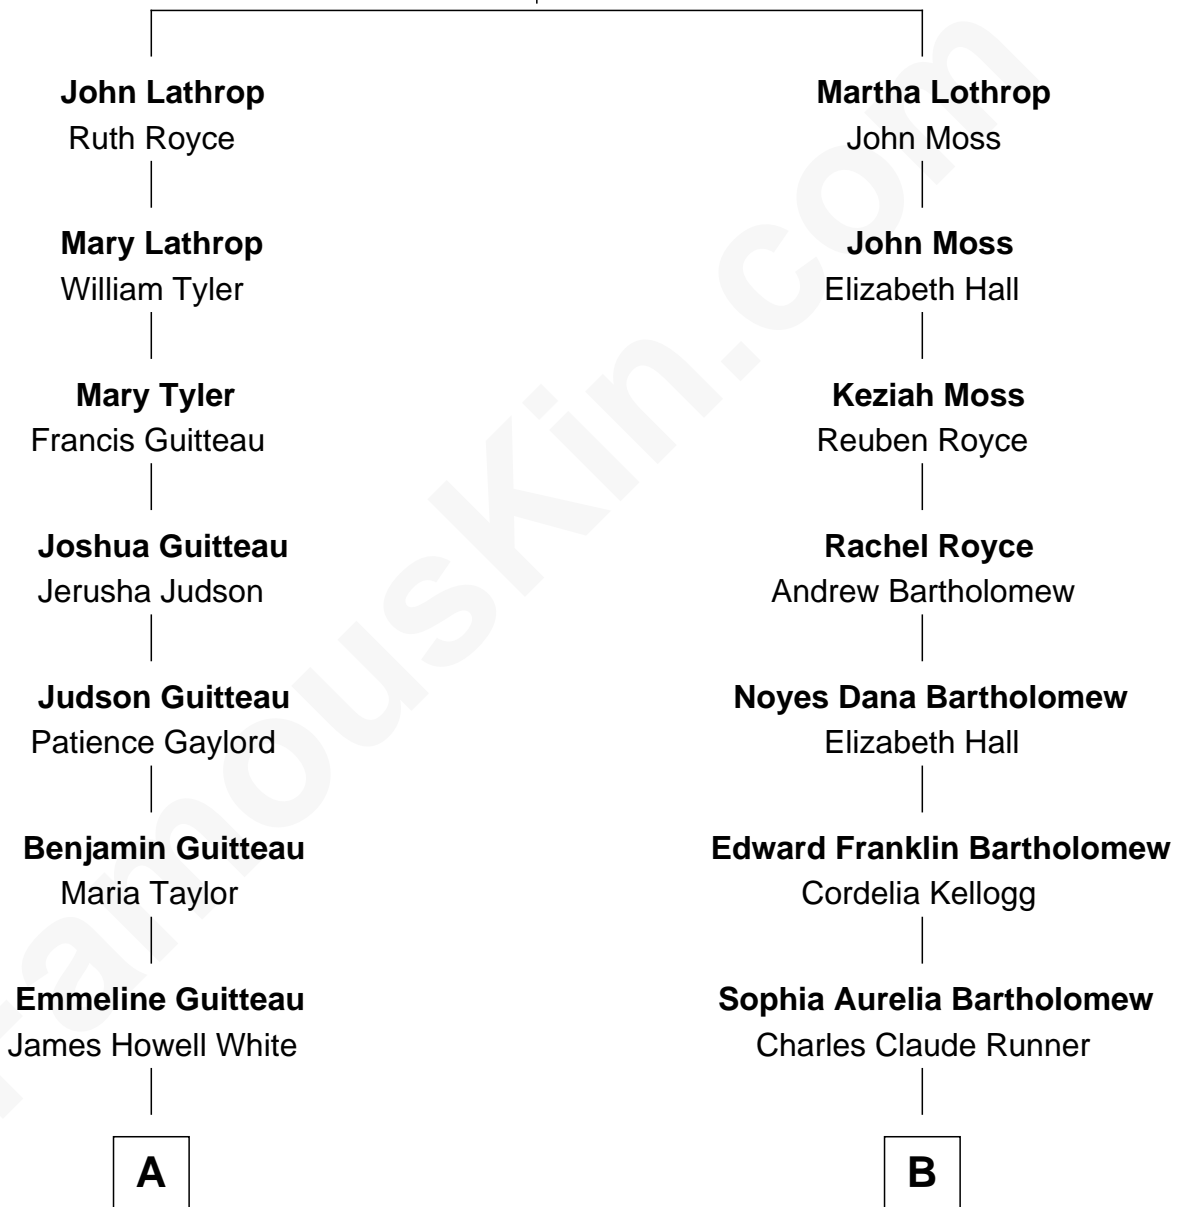 John Lathrop
Ruth Royce
Mary Lathrop
William Tyler
Mary Tyler
Francis Guitteau
Joshua Guitteau
Jerusha Judson
Judson Guitteau
Patience Gaylord
Benjamin Guitteau
Maria Taylor
Emmeline Guitteau
James Howell White
A
Martha Lothrop
John Moss
John Moss
Elizabeth Hall
Keziah Moss
Reuben Royce
Rachel Royce
Andrew Bartholomew
Noyes Dana Bartholomew
Elizabeth Hall
Edward Franklin Bartholomew
Cordelia Kellogg
Sophia Aurelia Bartholomew
Charles Claude Runner
B
FamousKin.com